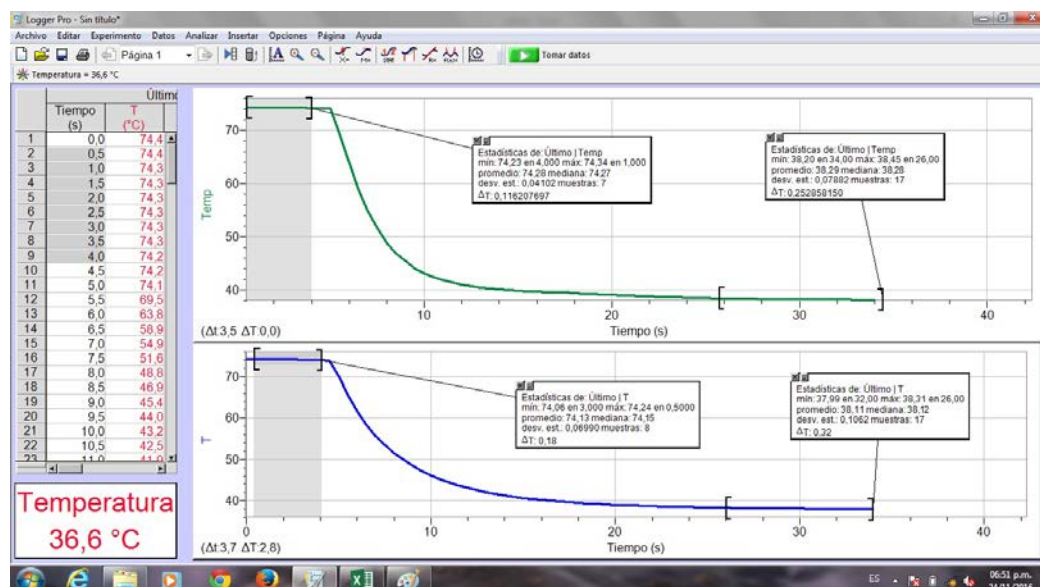 Logger Pro - Sin título*
Archivo Editar Experimento Datos Analizar Insertar Opciones Página Ayuda
Página 1
Tomar datos
Temperatura = 36,6 °C
Últim
Tiempo T
(s) (°C)
1 0,0 74,4
2 0,5 74,4
3 1,0 74,3
4 1,5 74,3
5 2,0 74,3
6 2,5 74,3
7 3,0 74,3
8 3,5 74,3
9 4,0 74,2
10 4,5 74,2
11 5,0 74,1
12 5,5 69,5
13 6,0 63,8
14 6,5 58,9
15 7,0 54,9
16 7,5 51,6
17 8,0 48,8
18 8,5 46,9
19 9,0 45,4
20 9,5 44,0
21 10,0 43,2
22 10,5 42,5
23 11,0 41,9
Temperatura
36,6 °C
Temp
70
60
50
40
Estadísticas de: Último | Temp
mín: 74,23 en 4,000 máx: 74,34 en 1,000
promedio: 74,28 mediana: 74,27
desv. est.: 0,04102 muestras: 7
ΔT: 0,116207697
Estadísticas de: Último | Temp
mín: 38,20 en 34,00 máx: 38,45 en 26,00
promedio: 38,29 mediana: 38,28
desv. est.: 0,07882 muestras: 17
ΔT: 0,252858150
10 20 30 40
(Δt:3,5 ΔT:0,0)
Tiempo (s)
T
70
60
50
40
Estadísticas de: Último | T
mín: 74,06 en 3,000 máx: 74,24 en 0,5000
promedio: 74,13 mediana: 74,15
desv. est.: 0,06990 muestras: 8
ΔT: 0,18
Estadísticas de: Último | T
mín: 37,99 en 32,00 máx: 38,31 en 26,00
promedio: 38,11 mediana: 38,12
desv. est.: 0,1062 muestras: 17
ΔT: 0,32
0 10 20 30 40
(Δt:3,7 ΔT:2,8)
Tiempo (s)
ES
06:51 p.m.